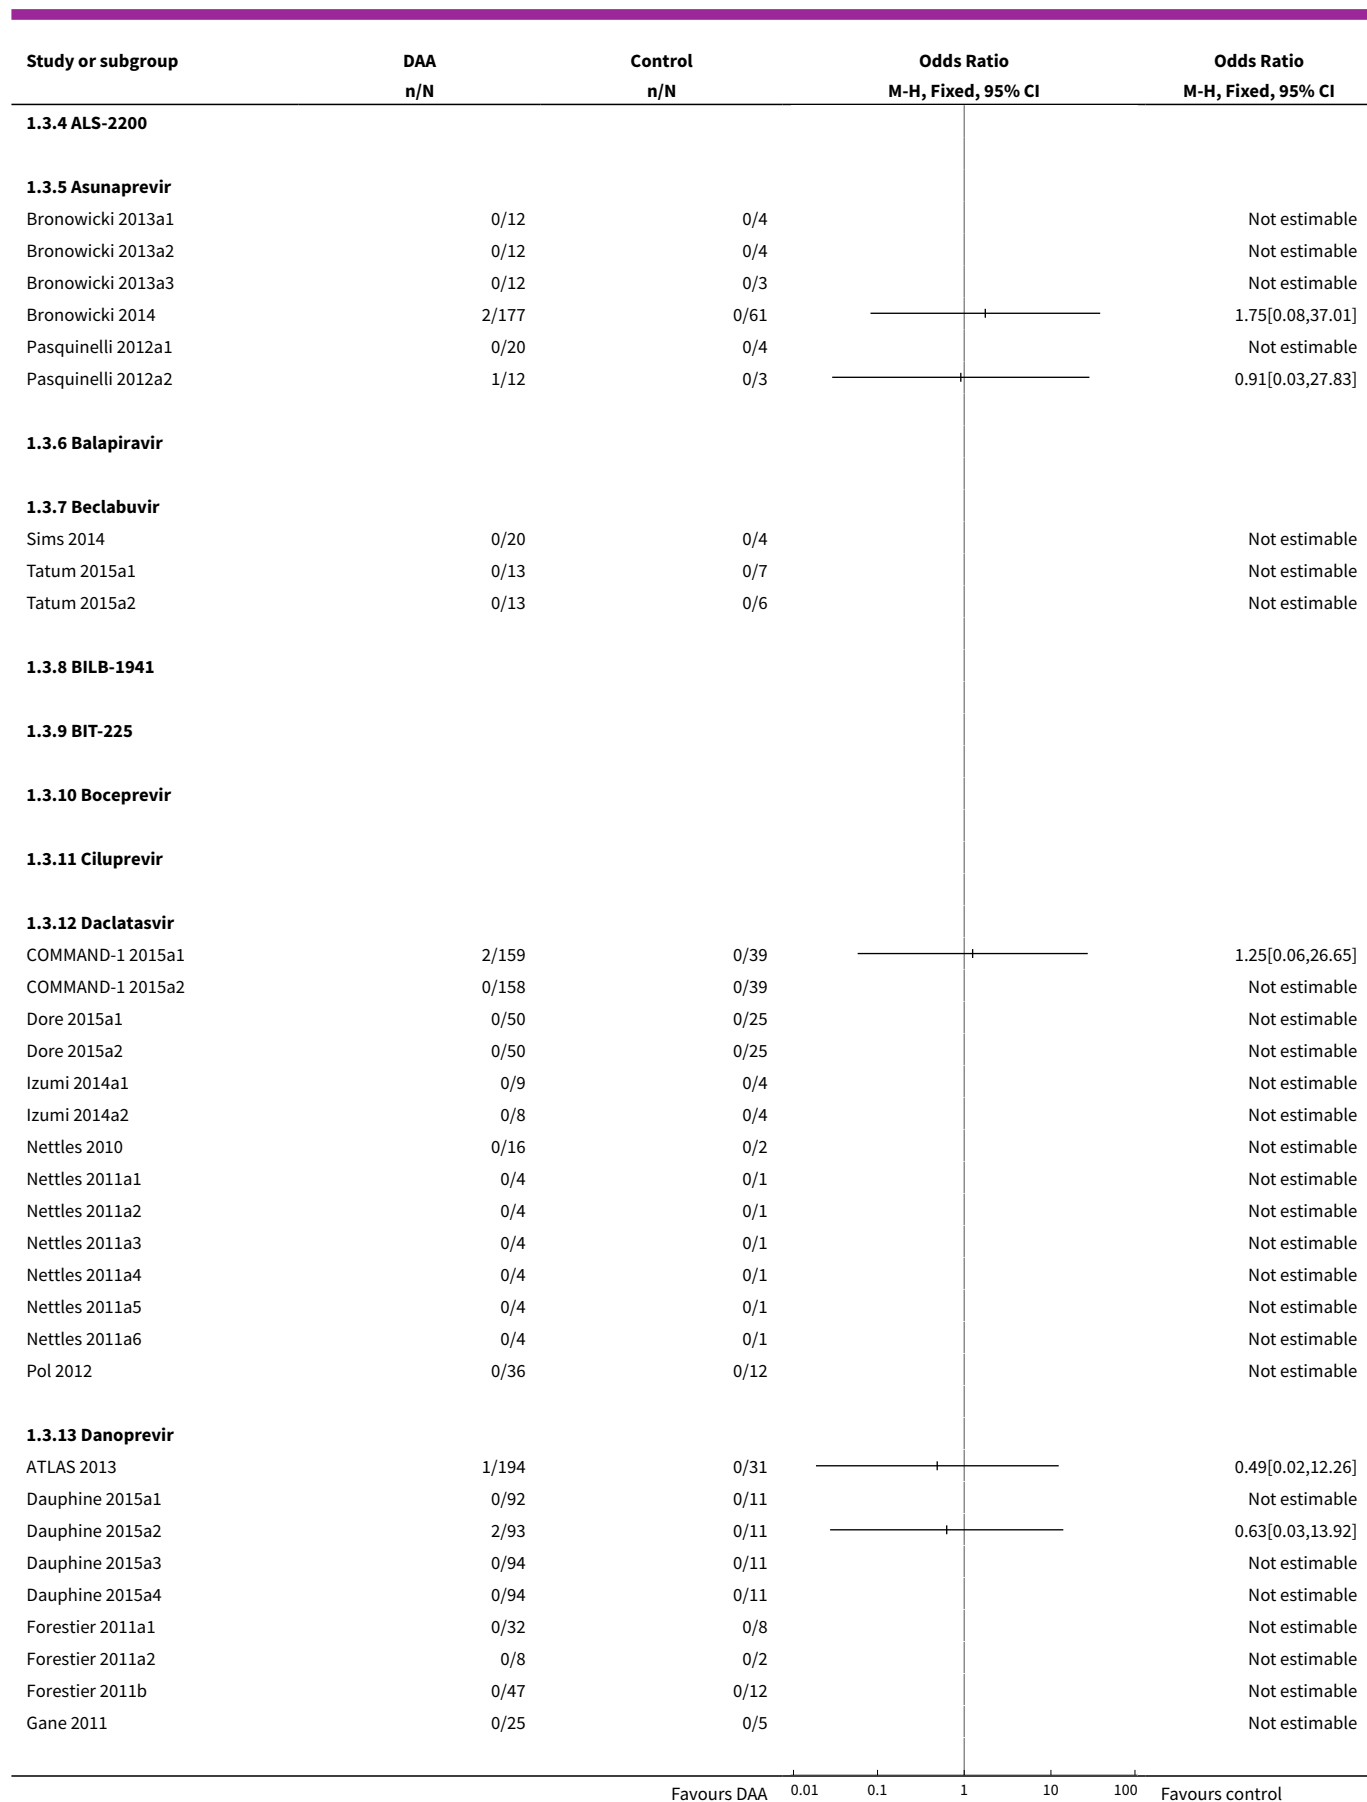 Study or subgroup DAA Control Odds Ratio Odds Ratio
n/N n/N M-H, Fixed, 95% CI M-H, Fixed, 95% CI
1.3.4 ALS-2200
1.3.5 Asunaprevir
Bronowicki 2013a1 0/12 0/4 Not estimable
Bronowicki 2013a2 0/12 0/4 Not estimable
Bronowicki 2013a3 0/12 0/3 Not estimable
Bronowicki 2014 2/177 0/61 1.75[0.08,37.01]
Pasquinelli 2012a1 0/20 0/4 Not estimable
Pasquinelli 2012a2 1/12 0/3 0.91[0.03,27.83]
1.3.6 Balapiravir
1.3.7 Beclabuvir
Sims 2014 0/20 0/4 Not estimable
Tatum 2015a1 0/13 0/7 Not estimable
Tatum 2015a2 0/13 0/6 Not estimable
1.3.8 BILB-1941
1.3.9 BIT-225
1.3.10 Boceprevir
1.3.11 Ciluprevir
1.3.12 Daclatasvir
COMMAND-1 2015a1 2/159 0/39 1.25[0.06,26.65]
COMMAND-1 2015a2 0/158 0/39 Not estimable
Dore 2015a1 0/50 0/25 Not estimable
Dore 2015a2 0/50 0/25 Not estimable
Izumi 2014a1 0/9 0/4 Not estimable
Izumi 2014a2 0/8 0/4 Not estimable
Nettles 2010 0/16 0/2 Not estimable
Nettles 2011a1 0/4 0/1 Not estimable
Nettles 2011a2 0/4 0/1 Not estimable
Nettles 2011a3 0/4 0/1 Not estimable
Nettles 2011a4 0/4 0/1 Not estimable
Nettles 2011a5 0/4 0/1 Not estimable
Nettles 2011a6 0/4 0/1 Not estimable
Pol 2012 0/36 0/12 Not estimable
1.3.13 Danoprevir
ATLAS 2013 1/194 0/31 0.49[0.02,12.26]
Dauphine 2015a1 0/92 0/11 Not estimable
Dauphine 2015a2 2/93 0/11 0.63[0.03,13.92]
Dauphine 2015a3 0/94 0/11 Not estimable
Dauphine 2015a4 0/94 0/11 Not estimable
Forestier 2011a1 0/32 0/8 Not estimable
Forestier 2011a2 0/8 0/2 Not estimable
Forestier 2011b 0/47 0/12 Not estimable
Gane 2011 0/25 0/5 Not estimable
Favours DAA 0.01 0.1 1 10 100 Favours control